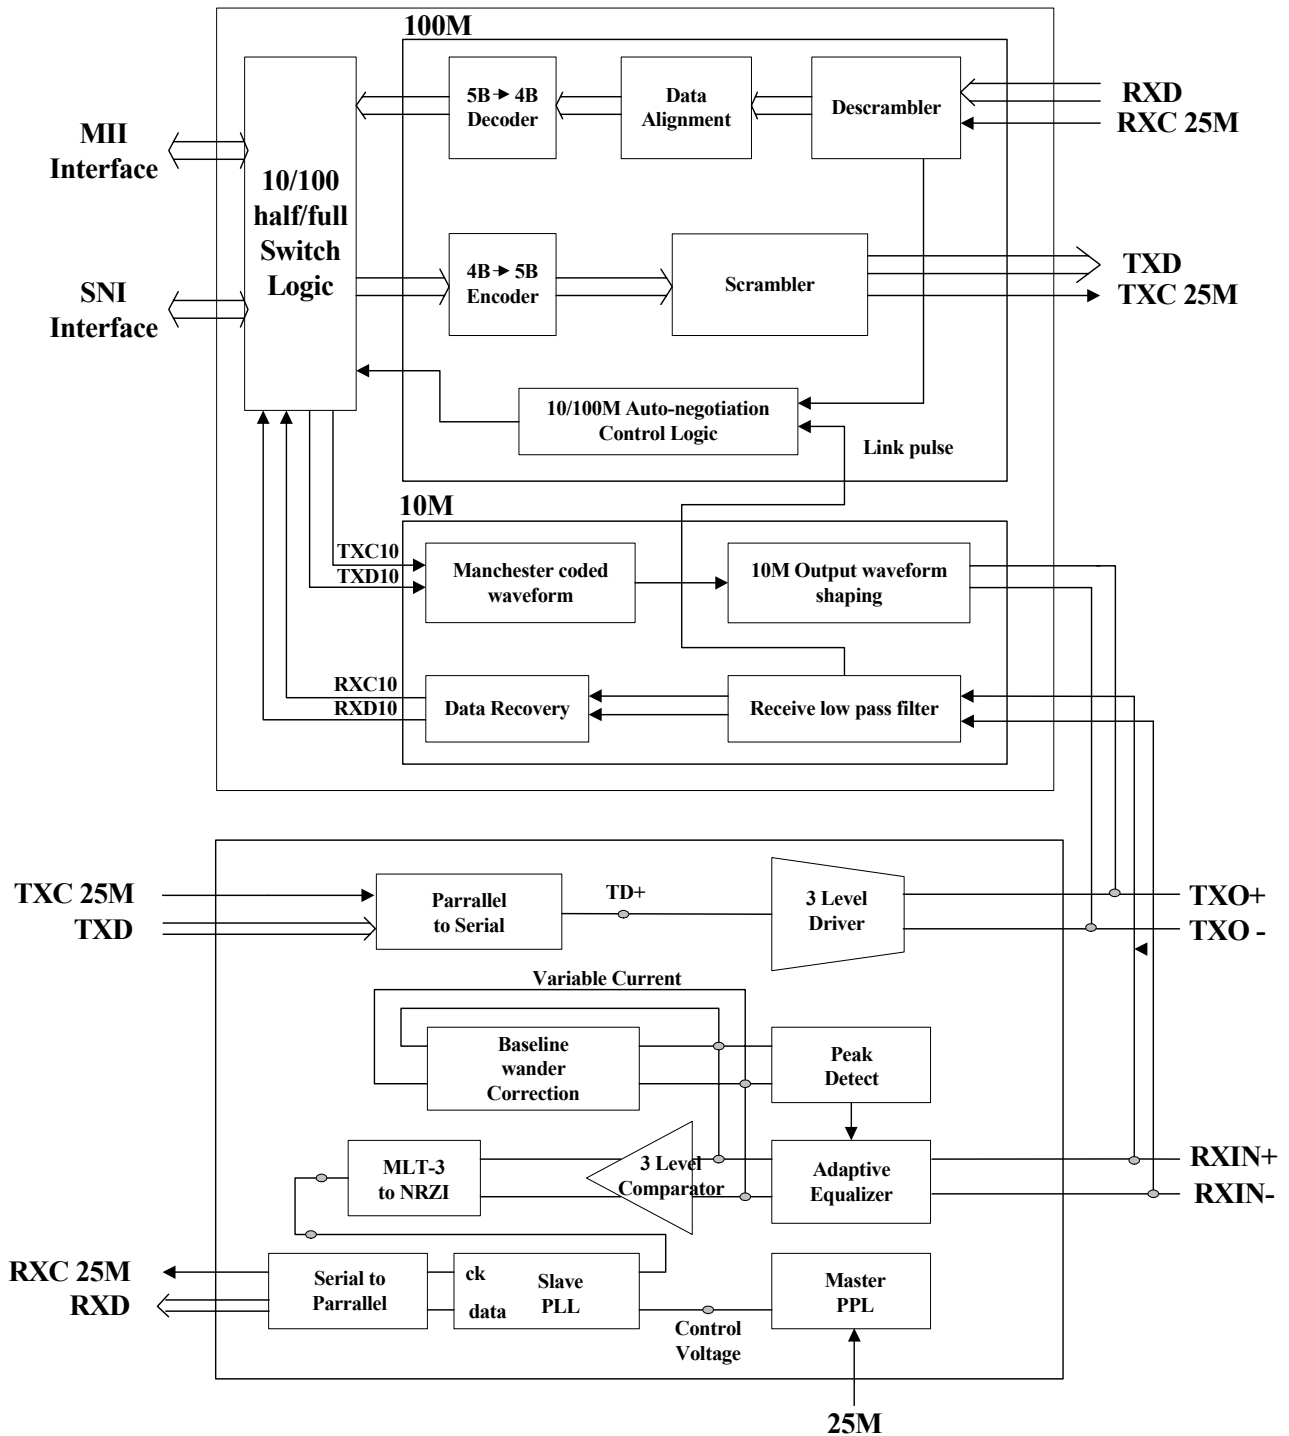 100M
5B → 4B
Decoder
Data
Alignment
Descrambler
RXD
RXC 25M
MII
Interface
10/100
half/full
Switch
Logic
SNI
Interface
4B → 5B
Encoder
Scrambler
TXD
TXC 25M
10/100M Auto-negotiation
Control Logic
Link pulse
10M
TXC10
TXD10
Manchester coded
waveform
10M Output waveform
shaping
RXC10
RXD10
Data Recovery
Receive low pass filter
TXC 25M
TXD
Parrallel
to Serial
TD+
3 Level
Driver
TXO+
TXO -
Variable Current
Baseline
wander
Correction
Peak
Detect
MLT-3
to NRZI
3 Level
Comparator
Adaptive
Equalizer
RXIN+
RXIN-
RXC 25M
RXD
Serial to
Parrallel
ck
data
Slave
PLL
Control
Voltage
Master
PPL
25M